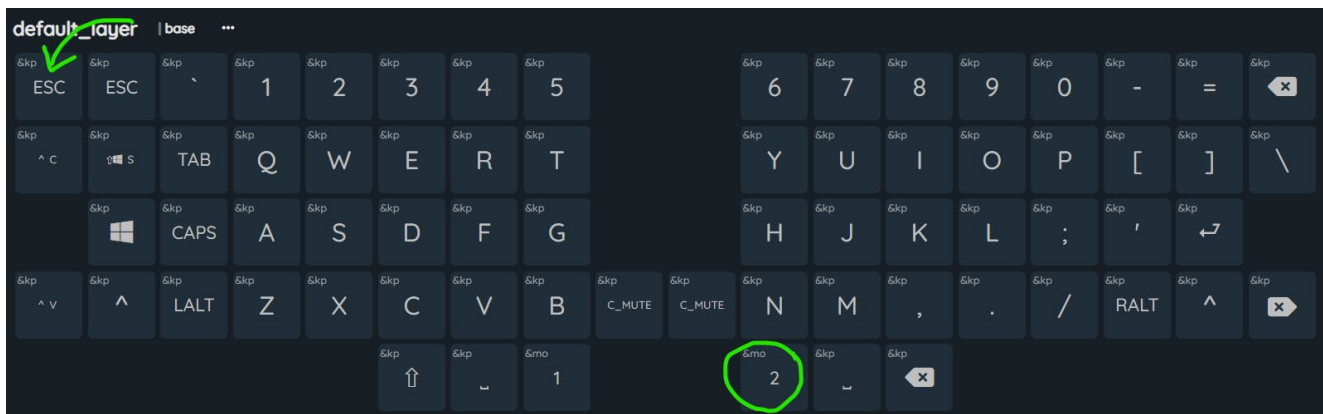 default_layer | base ...
&kp &kp &kp &kp &kp &kp &kp &kp &kp &kp &kp &kp &kp &kp &kp &kp
ESC ESC ` 1 2 3 4 5 6 7 8 9 0 - =
&kp &kp &kp &kp &kp &kp &kp &kp &kp &kp &kp &kp &kp &kp &kp &kp
^ C ⇧ S TAB Q W E R T Y U I O P [ ] \
&kp &kp &kp &kp &kp &kp &kp &kp &kp &kp &kp &kp &kp &kp
CAPS A S D F G H J K L ; '
&kp &kp &kp &kp &kp &kp &kp &kp &kp &kp &kp &kp &kp &kp &kp &kp &kp &kp
^ V ^ LALT Z X C V B C_MUTE C_MUTE N M , . / RALT ^
&kp &kp &mo &mo &kp &kp
⇧ ␣ 1 2 ␣